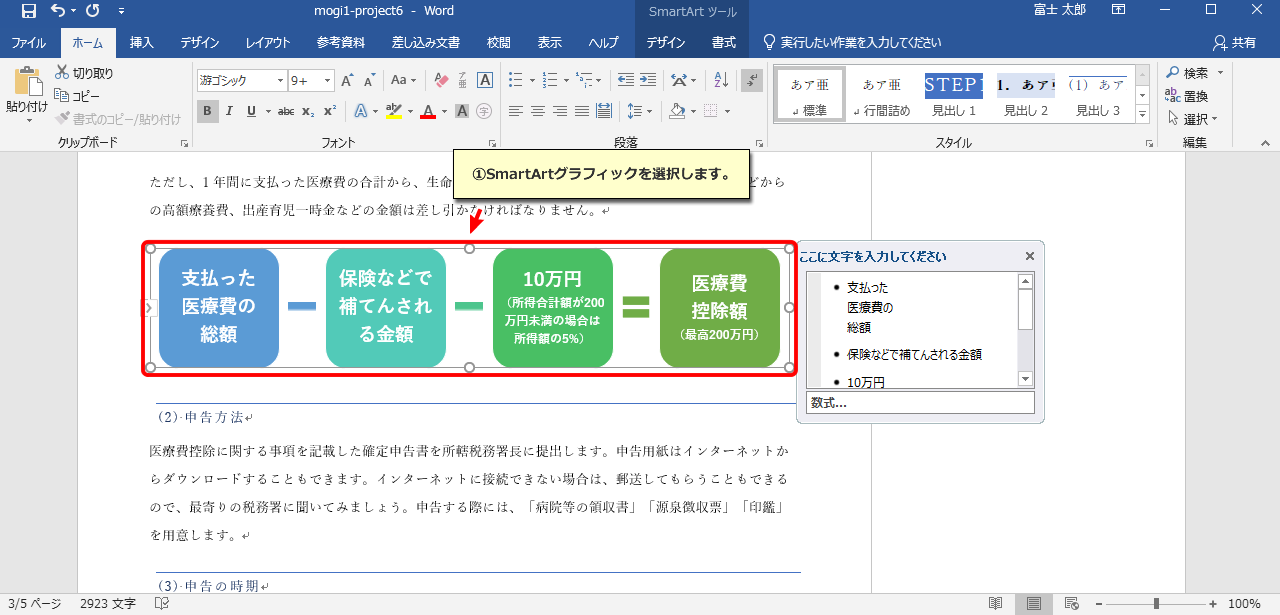 mogi1-project6 - Word
SmartArt ツール
富士 太郎
ファイル ホーム 挿入 デザイン レイアウト 参考資料 差し込み文書 校閲 表示 ヘルプ デザイン 書式 実行したい作業を入力してください 共有
貼り付け
切り取り
コピー
書式のコピー/貼り付け
クリップボード
游ゴシック 9+ A A Aa A
B I U abc x₂ x² A ab A A 字
フォント
段落
あア亜 あア亜 STEP1 1. あア (1) あア
標準 行間詰め 見出し 1 見出し 2 見出し 3
スタイル
検索
置換
選択
編集
①SmartArtグラフィックを選択します。
ただし、1 年間に支払った医療費の合計から、生命
どから
の高額療養費、出産育児一時金などの金額は差し引かなければなりません。
支払った
医療費の
総額
保険などで
補てんされ
る金額
10万円
(所得合計額が200
万円未満の場合は
所得額の5%)
医療費
控除額
(最高200万円)
ここに文字を入力してください
支払った
医療費の
総額
保険などで補てんされる金額
10万円
数式...
(2)·申告方法
医療費控除に関する事項を記載した確定申告書を所轄税務署長に提出します。申告用紙はインターネットか
らダウンロードすることもできます。インターネットに接続できない場合は、郵送してもらうこともできる
ので、最寄りの税務署に聞いてみましょう。申告する際には、「病院等の領収書」「源泉徴収票」「印鑑」
を用意します。
(3)·申告の時期
3/5 ページ 2923 文字 100%